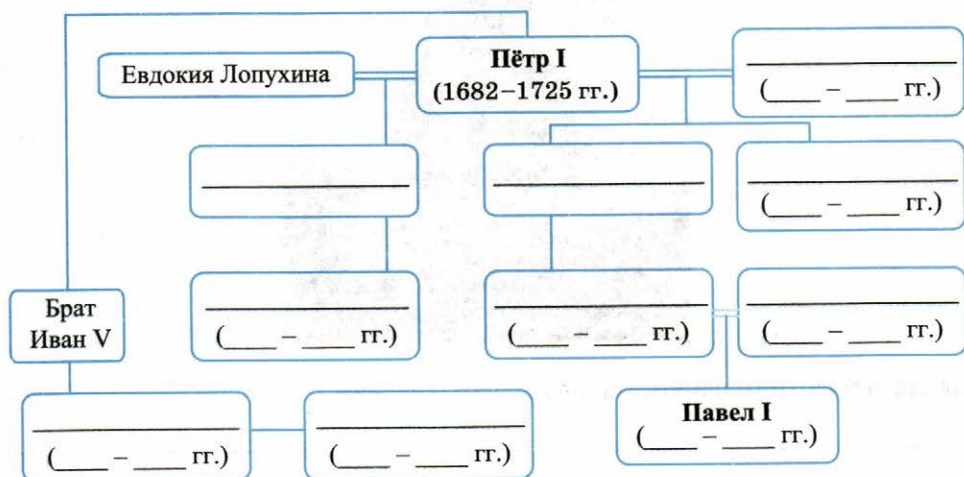 Евдокия Лопухина
Пётр I
(1682–1725 гг.)
(____ – ____ гг.)
(____ – ____ гг.)
(____ – ____ гг.)
(____ – ____ гг.)
(____ – ____ гг.)
Брат
Иван V
(____ – ____ гг.)
(____ – ____ гг.)
Павел I
(____ – ____ гг.)